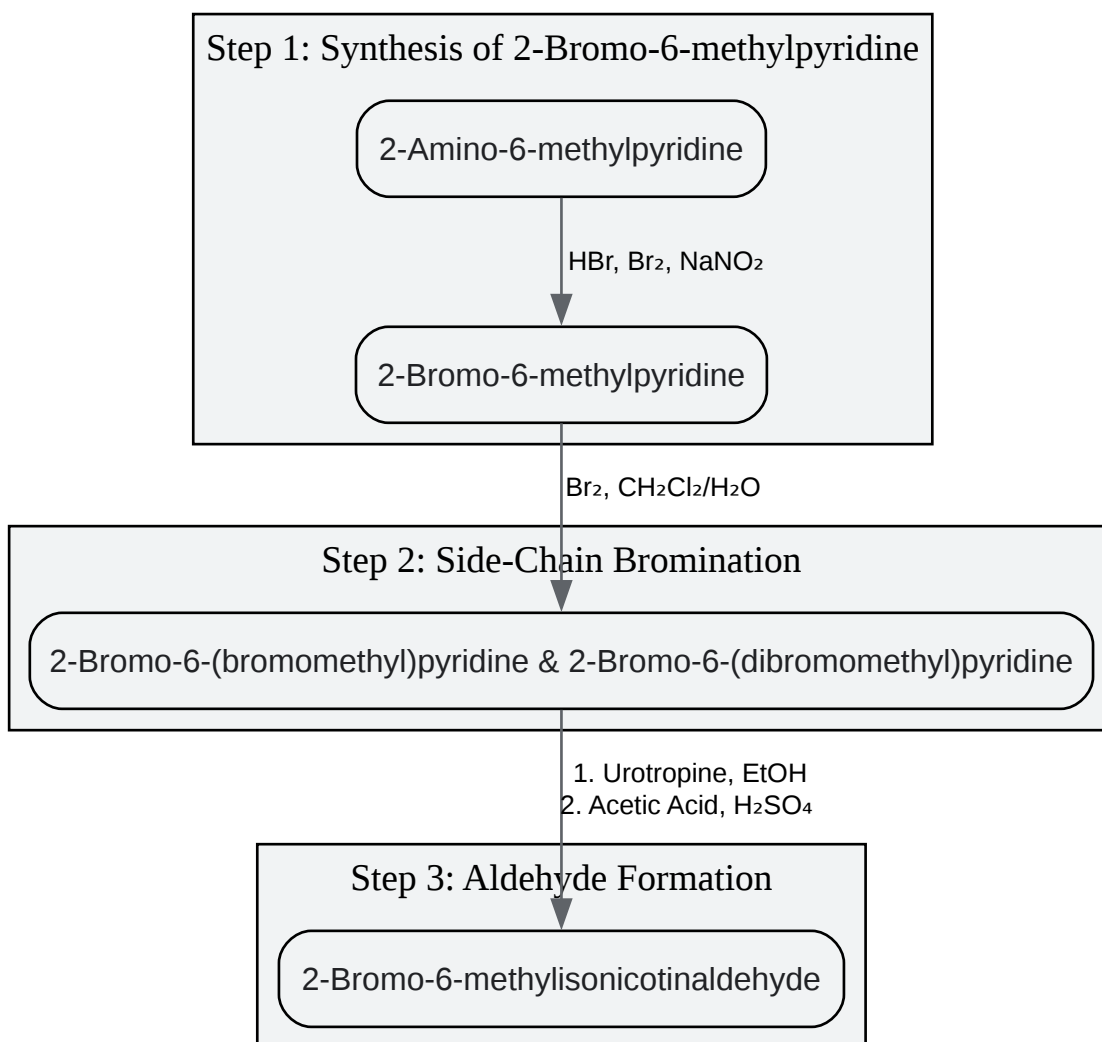 Step 1: Synthesis of 2-Bromo-6-methylpyridine
2-Amino-6-methylpyridine
HBr, Br₂, NaNO₂
2-Bromo-6-methylpyridine
Br₂, CH₂Cl₂/H₂O
Step 2: Side-Chain Bromination
2-Bromo-6-(bromomethyl)pyridine & 2-Bromo-6-(dibromomethyl)pyridine
1. Urotropine, EtOH
2. Acetic Acid, H₂SO₄
Step 3: Aldehyde Formation
2-Bromo-6-methylisonicotinaldehyde